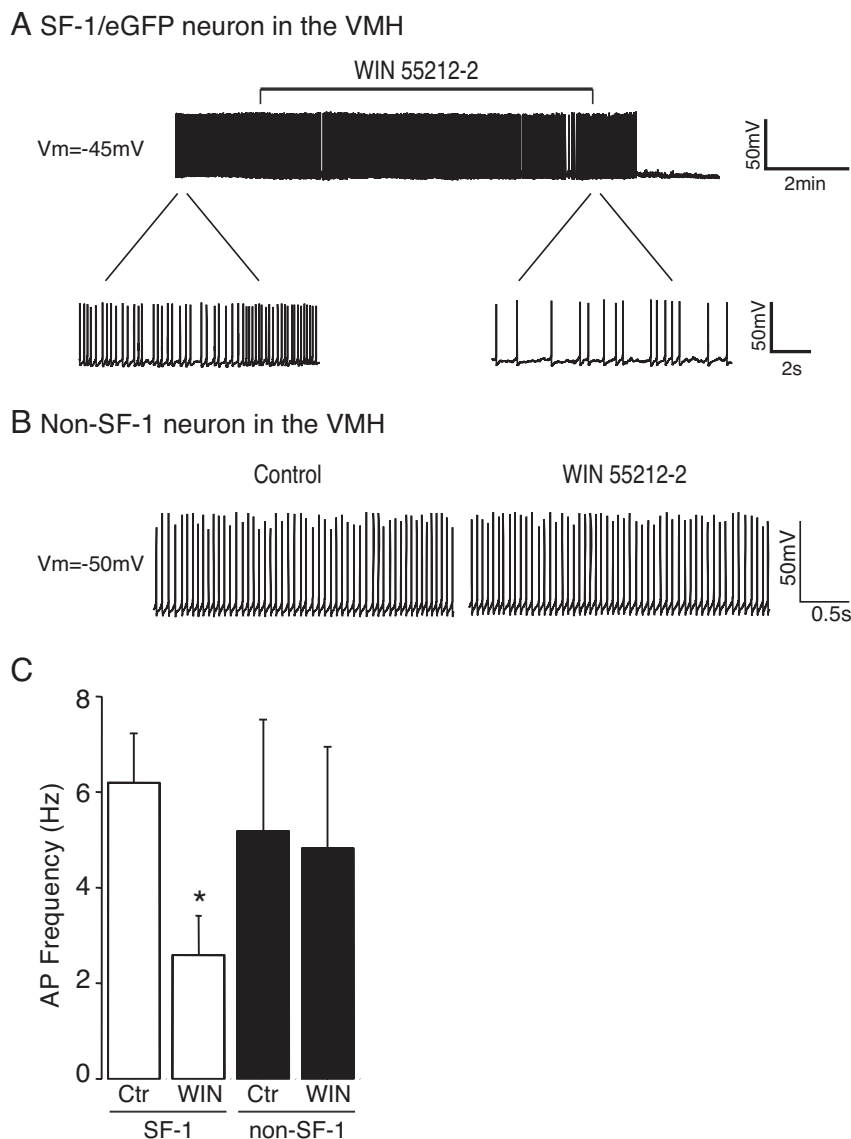 A SF-1/eGFP neuron in the VMH
WIN 55212-2
Vm=-45mV
50mV
2min
50mV
2s
B Non-SF-1 neuron in the VMH
Control
WIN 55212-2
Vm=-50mV
50mV
0.5s
C
AP Frequency (Hz)
8
6
4
2
0
*
Ctr WIN Ctr WIN
SF-1 non-SF-1